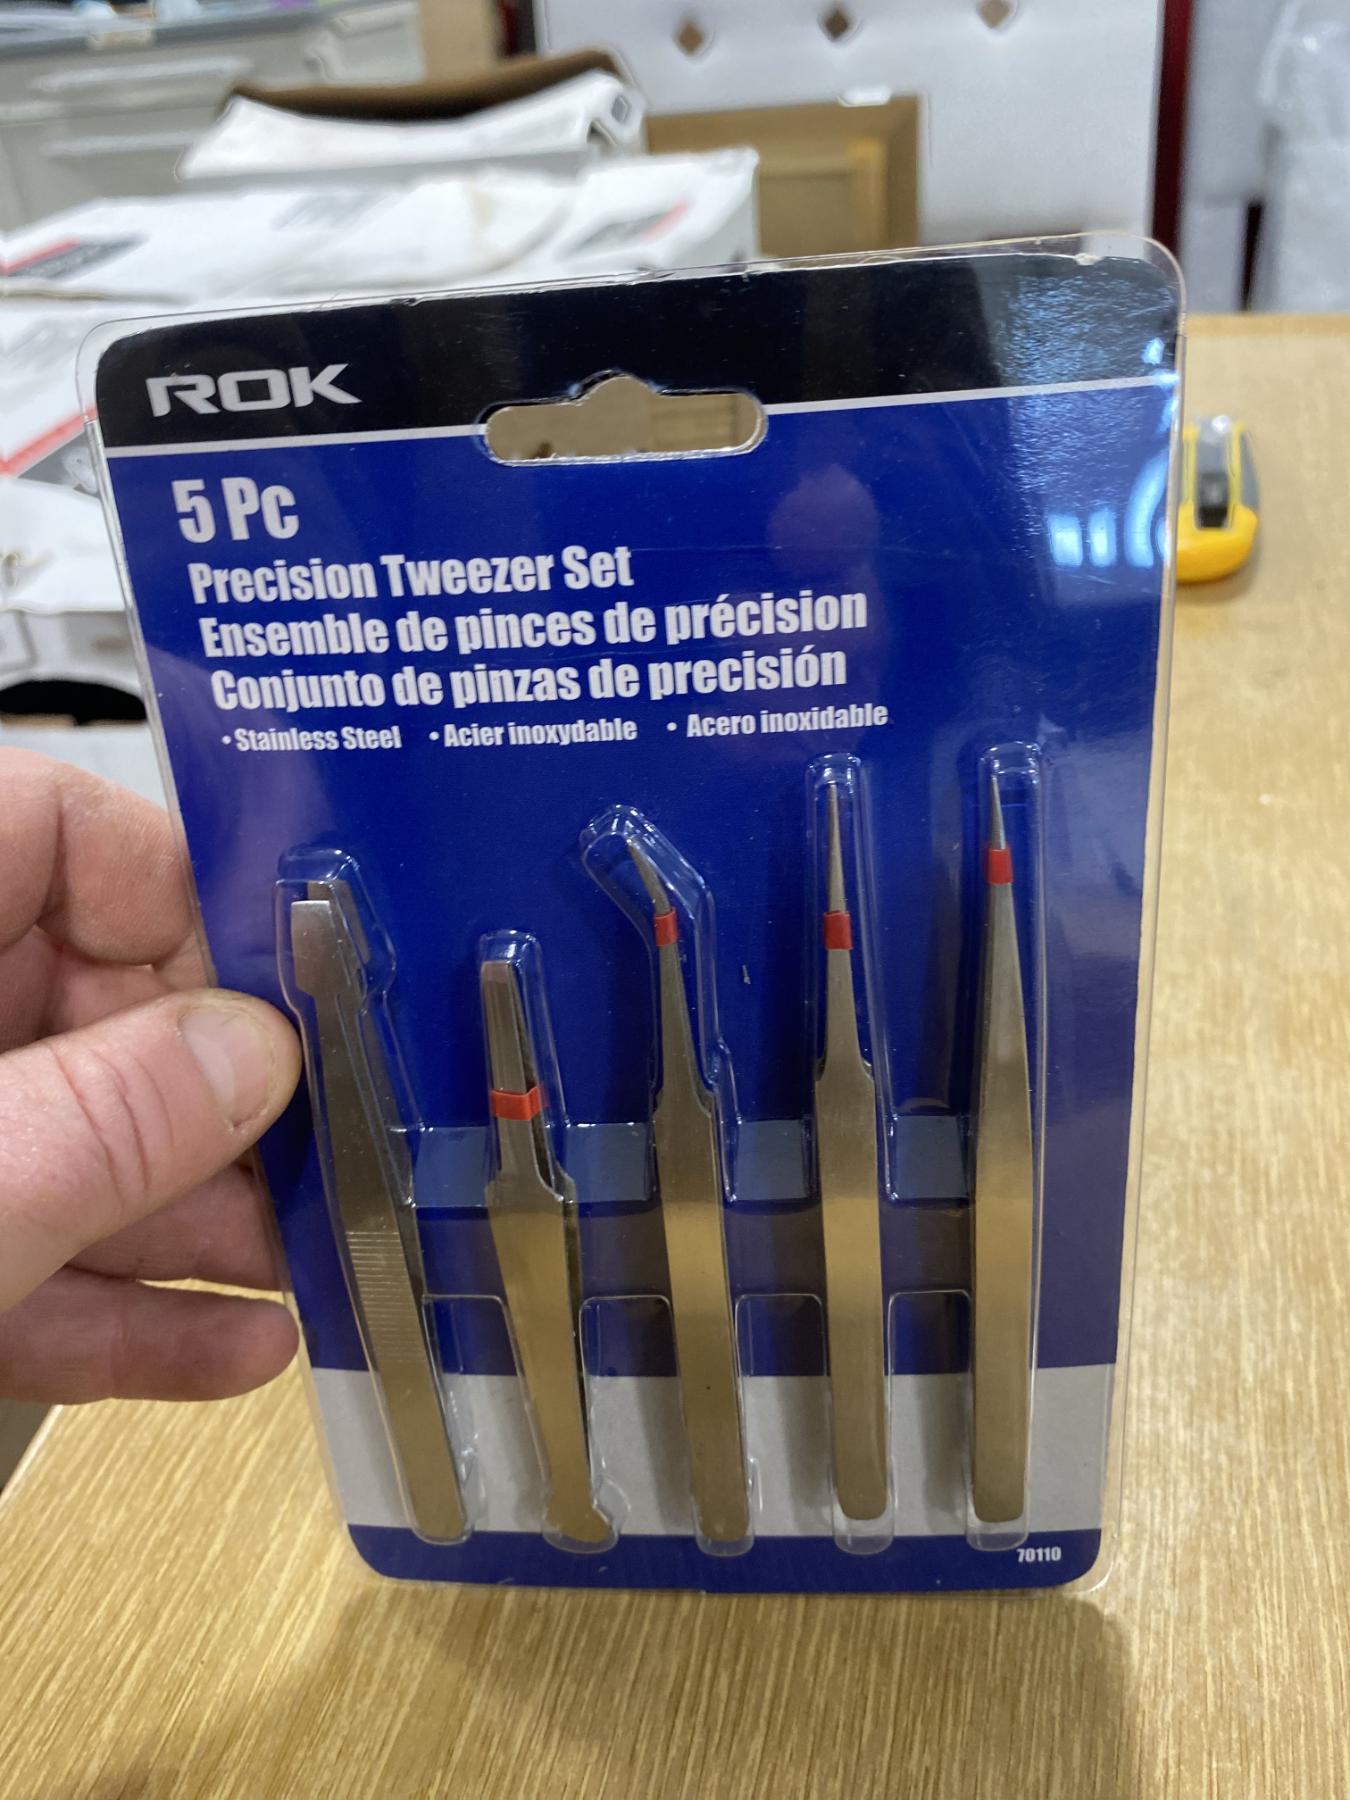 ROK
5 Pc
Precision Tweezer Set
Ensemble de pinces de précision
Conjunto de pinzas de precisión
• Stainless Steel • Acier inoxydable • Acero inoxidable
70110